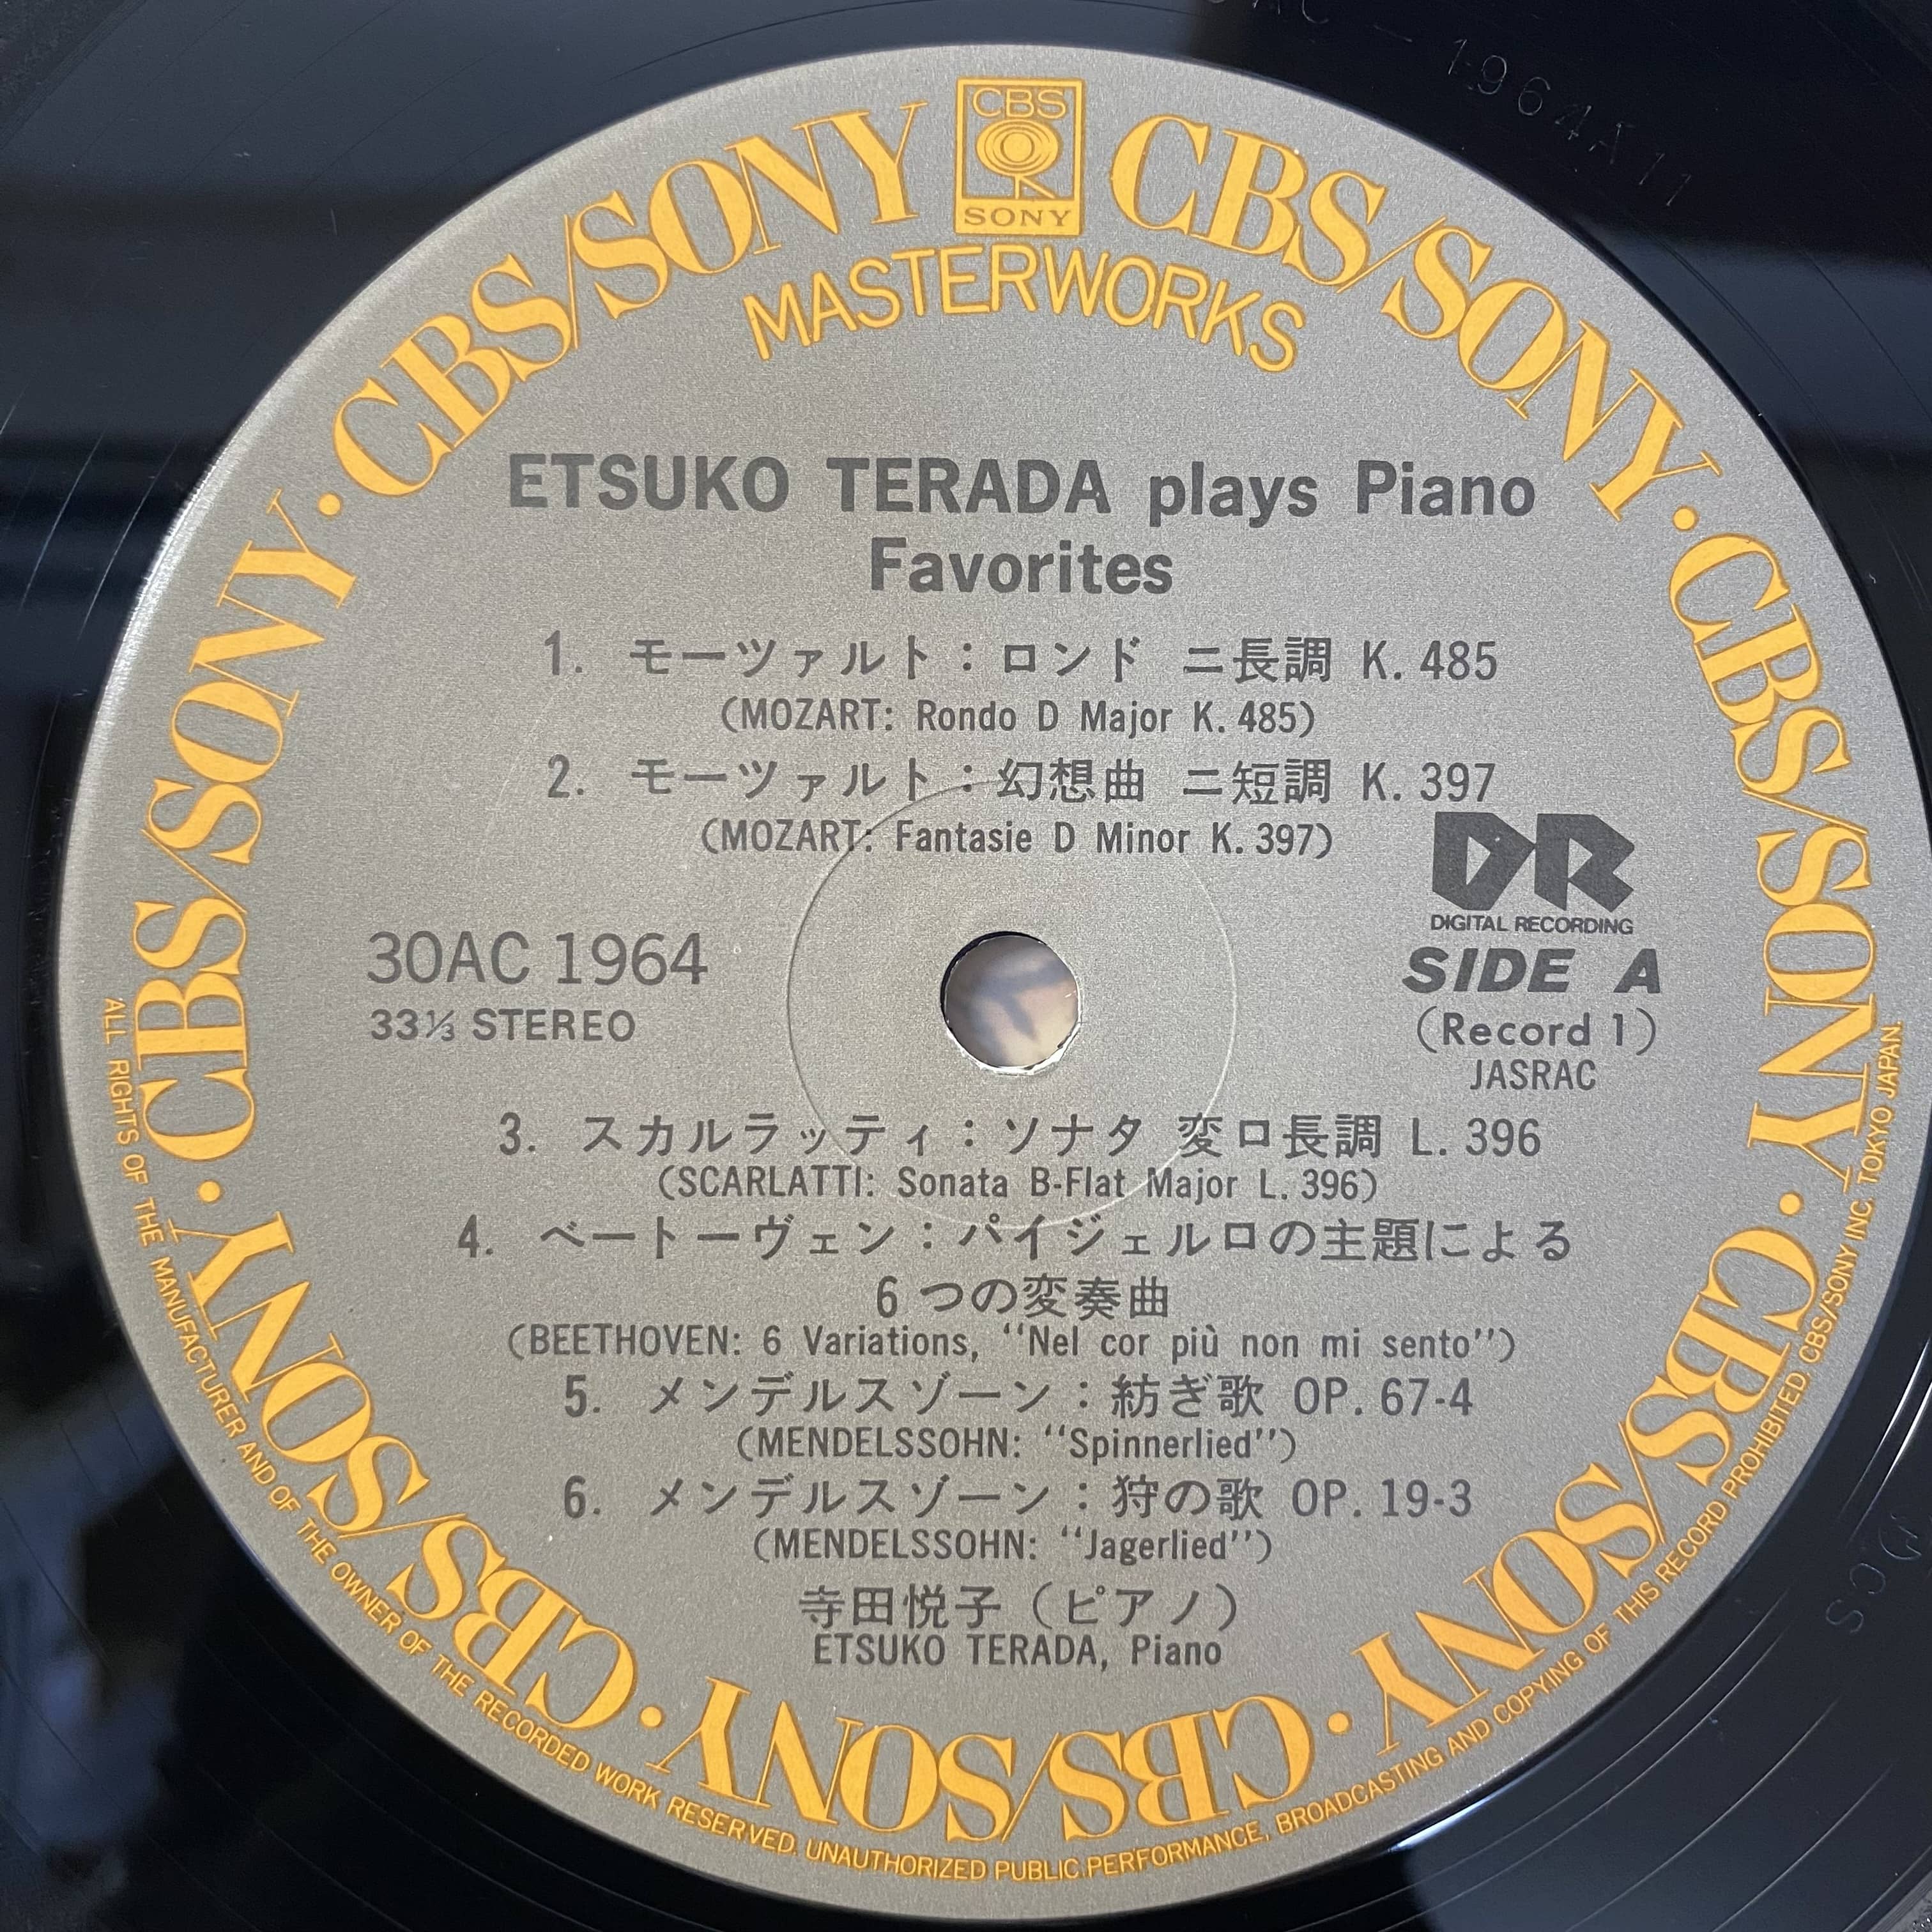 CBS
SONY
CBS/SONY · CBS/SONY · CBS/SONY · CBS/SONY · CBS/SONY · CBS/SONY · CBS/SONY · CBS/SONY
MASTERWORKS
ETSUKO TERADA plays Piano
Favorites
1. モーツァルト：ロンド ニ長調 K. 485
(MOZART: Rondo D Major K. 485)
2. モーツァルト：幻想曲 ニ短調 K. 397
(MOZART: Fantasie D Minor K. 397)
DR
DIGITAL RECORDING
30AC 1964
33⅓ STEREO
SIDE A
(Record 1)
JASRAC
3. スカルラッティ：ソナタ 変ロ長調 L. 396
(SCARLATTI: Sonata B-Flat Major L. 396)
4. ベートーヴェン：パイジェルロの主題による
6つの変奏曲
(BEETHOVEN: 6 Variations, “Nel cor più non mi sento”)
5. メンデルスゾーン：紡ぎ歌 OP. 67-4
(MENDELSSOHN: “Spinnerlied”)
6. メンデルスゾーン：狩の歌 OP. 19-3
(MENDELSSOHN: “Jagerlied”)
寺田悦子（ピアノ）
ETSUKO TERADA, Piano
ALL RIGHTS OF THE MANUFACTURER AND OF THE OWNER OF THE RECORDED WORK RESERVED. UNAUTHORIZED PUBLIC PERFORMANCE, BROADCASTING AND COPYING OF THIS RECORD PROHIBITED. CBS/SONY INC. TOKYO JAPAN.
1964A11